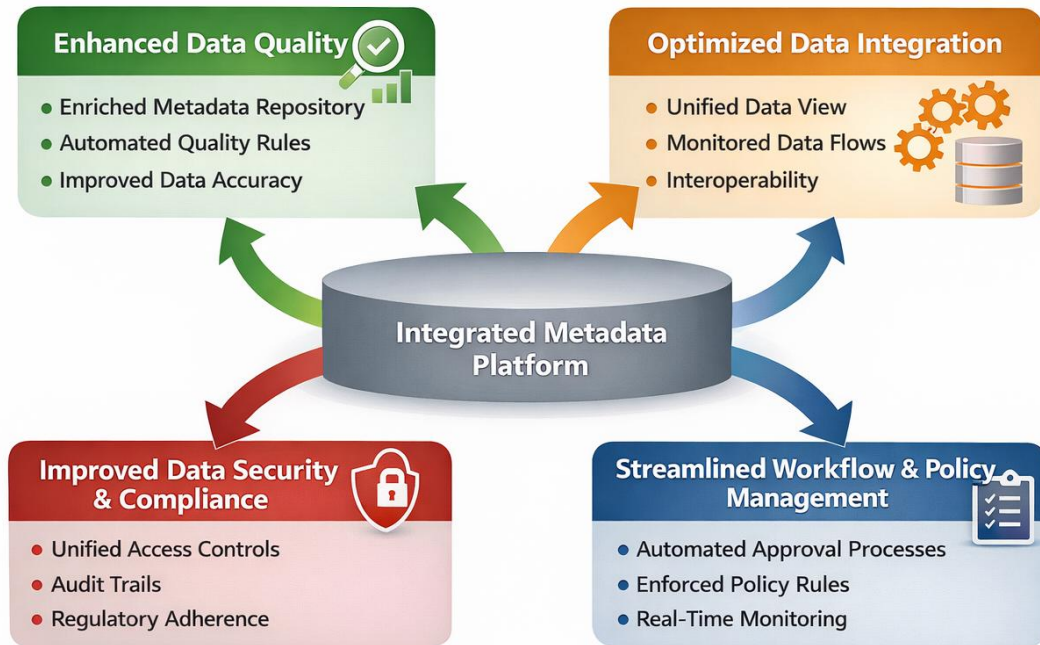 Enhanced Data Quality
• Enriched Metadata Repository
• Automated Quality Rules
• Improved Data Accuracy
Optimized Data Integration
• Unified Data View
• Monitored Data Flows
• Interoperability
Integrated Metadata
Platform
Improved Data Security
& Compliance
• Unified Access Controls
• Audit Trails
• Regulatory Adherence
Streamlined Workflow & Policy
Management
• Automated Approval Processes
• Enforced Policy Rules
• Real-Time Monitoring